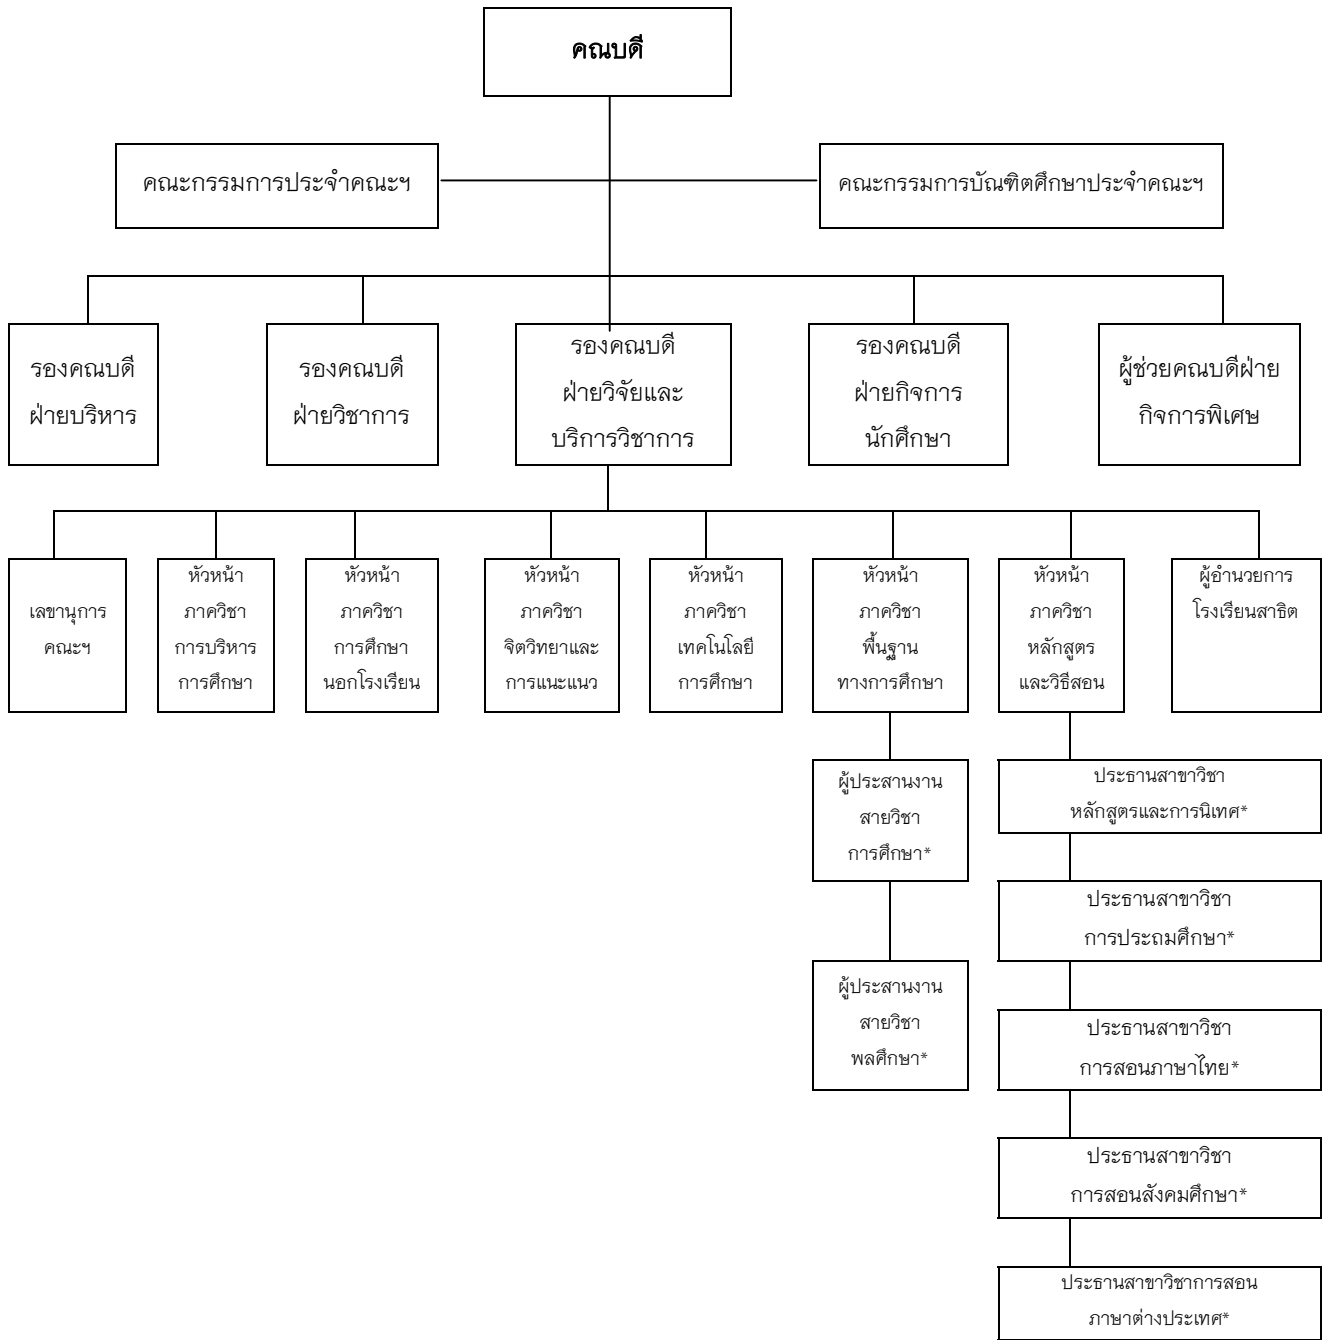 คณบดี
คณะกรรมการประจำคณะฯ
คณะกรรมการบัณฑิตศึกษาประจำคณะฯ
รองคณบดี
ฝ่ายบริหาร
รองคณบดี
ฝ่ายวิชาการ
รองคณบดี
ฝ่ายวิจัยและ
บริการวิชาการ
รองคณบดี
ฝ่ายกิจการ
นักศึกษา
ผู้ช่วยคณบดีฝ่าย
กิจการพิเศษ
เลขานุการ
คณะฯ
หัวหน้า
ภาควิชา
การบริหาร
การศึกษา
หัวหน้า
ภาควิชา
การศึกษา
นอกโรงเรียน
หัวหน้า
ภาควิชา
จิตวิทยาและ
การแนะแนว
หัวหน้า
ภาควิชา
เทคโนโลยี
การศึกษา
หัวหน้า
ภาควิชา
พื้นฐาน
ทางการศึกษา
หัวหน้า
ภาควิชา
หลักสูตร
และวิธีสอน
ผู้อำนวยการ
โรงเรียนสาธิต
ผู้ประสานงาน
สายวิชา
การศึกษา*
ผู้ประสานงาน
สายวิชา
พลศึกษา*
ประธานสาขาวิชา
หลักสูตรและการนิเทศ*
ประธานสาขาวิชา
การประถมศึกษา*
ประธานสาขาวิชา
การสอนภาษาไทย*
ประธานสาขาวิชา
การสอนสังคมศึกษา*
ประธานสาขาวิชาการสอน
ภาษาต่างประเทศ*